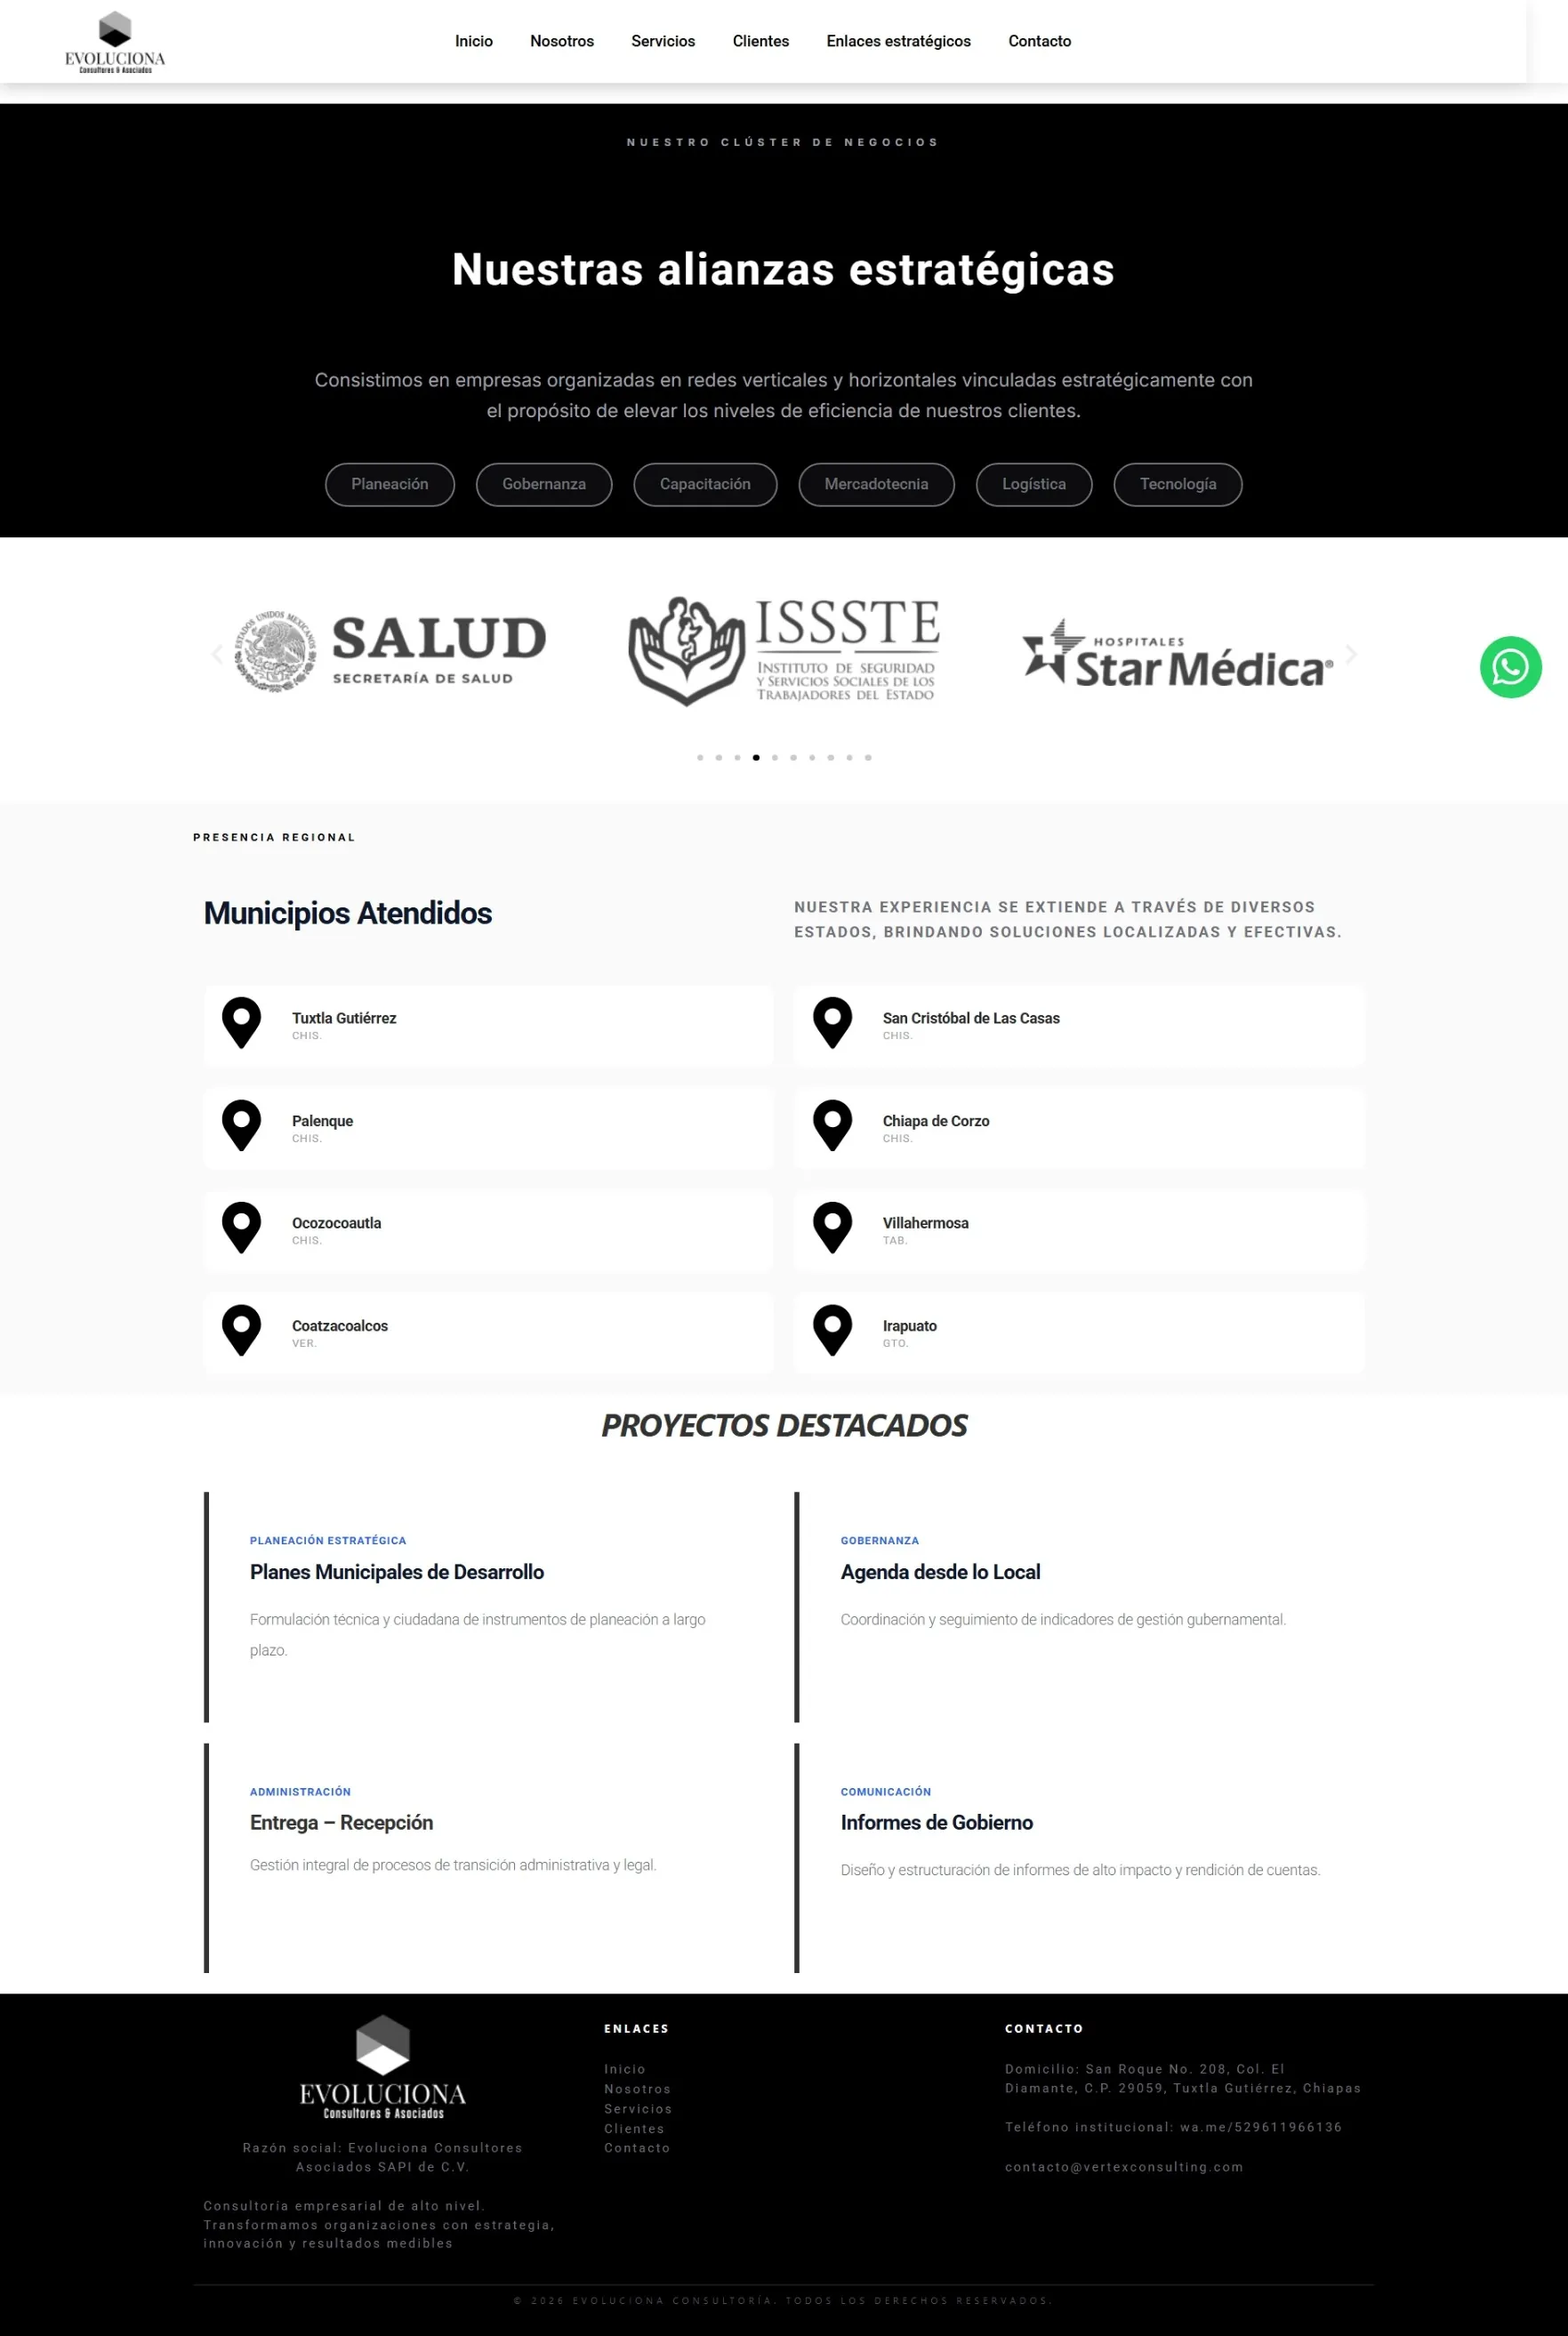 EVOLUCIONA
Consultores & Asociados
Inicio
Nosotros
Servicios
Clientes
Enlaces estratégicos
Contacto
NUESTRO CLÚSTER DE NEGOCIOS
Nuestras alianzas estratégicas
Consistimos en empresas organizadas en redes verticales y horizontales vinculadas estratégicamente con
el propósito de elevar los niveles de eficiencia de nuestros clientes.
Planeación
Gobernanza
Capacitación
Mercadotecnia
Logística
Tecnología
ESTADOS UNIDOS MEXICANOS
SALUD
SECRETARÍA DE SALUD
ISSSTE
INSTITUTO DE SEGURIDAD
Y SERVICIOS SOCIALES DE LOS
TRABAJADORES DEL ESTADO
HOSPITALES
Star Médica®
PRESENCIA REGIONAL
Municipios Atendidos
NUESTRA EXPERIENCIA SE EXTIENDE A TRAVÉS DE DIVERSOS
ESTADOS, BRINDANDO SOLUCIONES LOCALIZADAS Y EFECTIVAS.
Tuxtla Gutiérrez
CHIS.
San Cristóbal de Las Casas
CHIS.
Palenque
CHIS.
Chiapa de Corzo
CHIS.
Ocozocoautla
CHIS.
Villahermosa
TAB.
Coatzacoalcos
VER.
Irapuato
GTO.
PROYECTOS DESTACADOS
PLANEACIÓN ESTRATÉGICA
Planes Municipales de Desarrollo
Formulación técnica y ciudadana de instrumentos de planeación a largo
plazo.
GOBERNANZA
Agenda desde lo Local
Coordinación y seguimiento de indicadores de gestión gubernamental.
ADMINISTRACIÓN
Entrega – Recepción
Gestión integral de procesos de transición administrativa y legal.
COMUNICACIÓN
Informes de Gobierno
Diseño y estructuración de informes de alto impacto y rendición de cuentas.
EVOLUCIONA
Consultores & Asociados
Razón social: Evoluciona Consultores
Asociados SAPI de C.V.
Consultoría empresarial de alto nivel.
Transformamos organizaciones con estrategia,
innovación y resultados medibles
ENLACES
Inicio
Nosotros
Servicios
Clientes
Contacto
CONTACTO
Domicilio: San Roque No. 208, Col. El
Diamante, C.P. 29059, Tuxtla Gutiérrez, Chiapas
Teléfono institucional: wa.me/529611966136
contacto@vertexconsulting.com
© 2026 EVOLUCIONA CONSULTORÍA. TODOS LOS DERECHOS RESERVADOS.